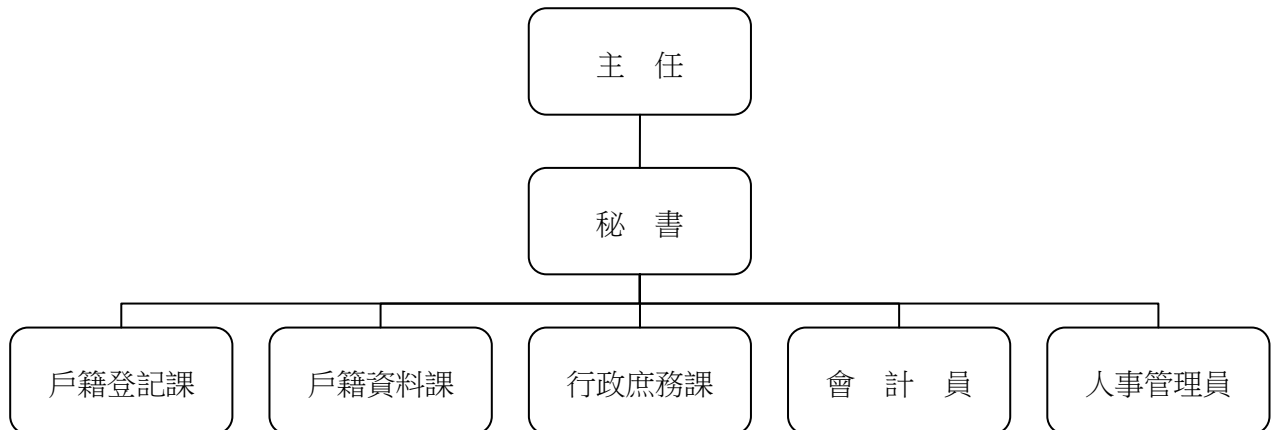 主　任
秘　書
戶籍登記課
戶籍資料課
行政庶務課
會　計　員
人事管理員